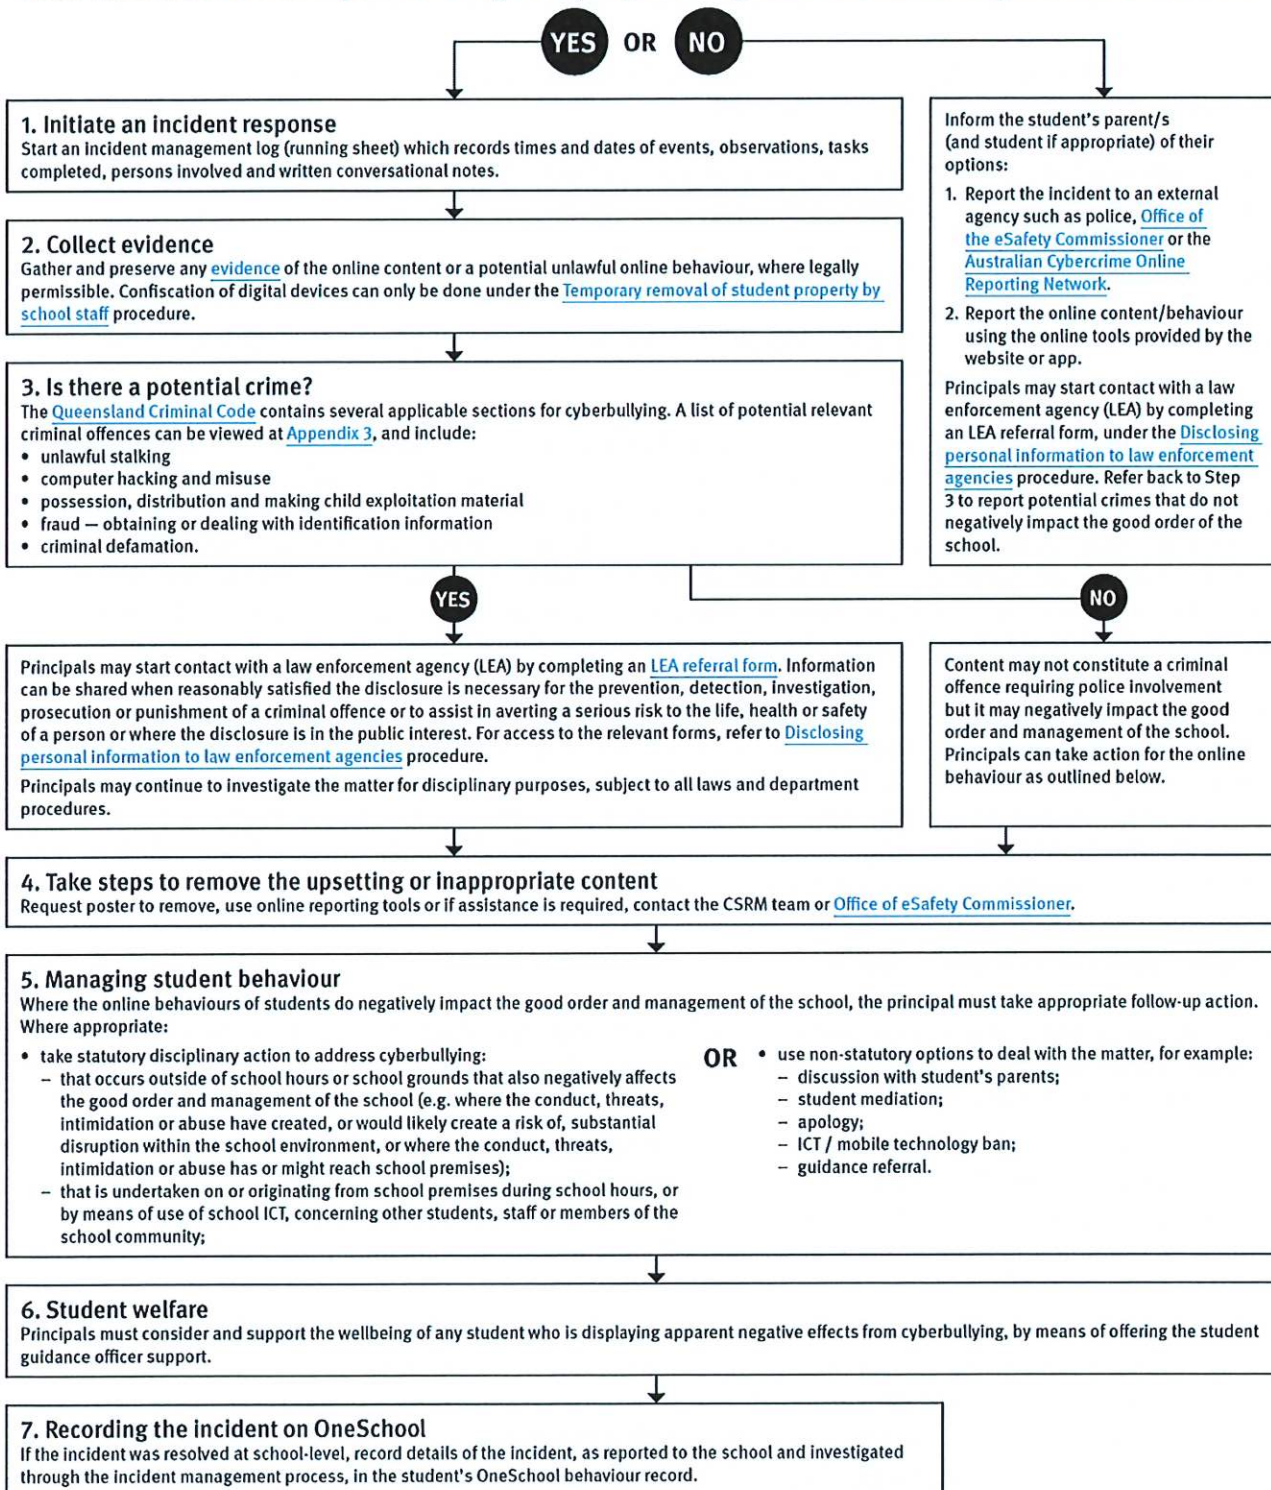 YES OR NO
1. Initiate an incident response
Start an incident management log (running sheet) which records times and dates of events, observations, tasks
completed, persons involved and written conversational notes.
2. Collect evidence
Gather and preserve any evidence of the online content or a potential unlawful online behaviour, where legally
permissible. Confiscation of digital devices can only be done under the Temporary removal of student property by
school staff procedure.
3. Is there a potential crime?
The Queensland Criminal Code contains several applicable sections for cyberbullying. A list of potential relevant
criminal offences can be viewed at Appendix 3, and include:
• unlawful stalking
• computer hacking and misuse
• possession, distribution and making child exploitation material
• fraud — obtaining or dealing with identification information
• criminal defamation.
Inform the student's parent/s
(and student if appropriate) of their
options:
1. Report the incident to an external
agency such as police, Office of
the eSafety Commissioner or the
Australian Cybercrime Online
Reporting Network.
2. Report the online content/behaviour
using the online tools provided by the
website or app.
Principals may start contact with a law
enforcement agency (LEA) by completing
an LEA referral form, under the Disclosing
personal information to law enforcement
agencies procedure. Refer back to Step
3 to report potential crimes that do not
negatively impact the good order of the
school.
YES
NO
Principals may start contact with a law enforcement agency (LEA) by completing an LEA referral form. Information
can be shared when reasonably satisfied the disclosure is necessary for the prevention, detection, investigation,
prosecution or punishment of a criminal offence or to assist in averting a serious risk to the life, health or safety
of a person or where the disclosure is in the public interest. For access to the relevant forms, refer to Disclosing
personal information to law enforcement agencies procedure.
Principals may continue to investigate the matter for disciplinary purposes, subject to all laws and department
procedures.
Content may not constitute a criminal
offence requiring police involvement
but it may negatively impact the good
order and management of the school.
Principals can take action for the online
behaviour as outlined below.
4. Take steps to remove the upsetting or inappropriate content
Request poster to remove, use online reporting tools or if assistance is required, contact the CSRM team or Office of eSafety Commissioner.
5. Managing student behaviour
Where the online behaviours of students do negatively impact the good order and management of the school, the principal must take appropriate follow-up action.
Where appropriate:
• take statutory disciplinary action to address cyberbullying:
– that occurs outside of school hours or school grounds that also negatively affects
the good order and management of the school (e.g. where the conduct, threats,
intimidation or abuse have created, or would likely create a risk of, substantial
disruption within the school environment, or where the conduct, threats,
intimidation or abuse has or might reach school premises);
– that is undertaken on or originating from school premises during school hours, or
by means of use of school ICT, concerning other students, staff or members of the
school community;
OR
• use non-statutory options to deal with the matter, for example:
– discussion with student's parents;
– student mediation;
– apology;
– ICT / mobile technology ban;
– guidance referral.
6. Student welfare
Principals must consider and support the wellbeing of any student who is displaying apparent negative effects from cyberbullying, by means of offering the student
guidance officer support.
7. Recording the incident on OneSchool
If the incident was resolved at school-level, record details of the incident, as reported to the school and investigated
through the incident management process, in the student's OneSchool behaviour record.